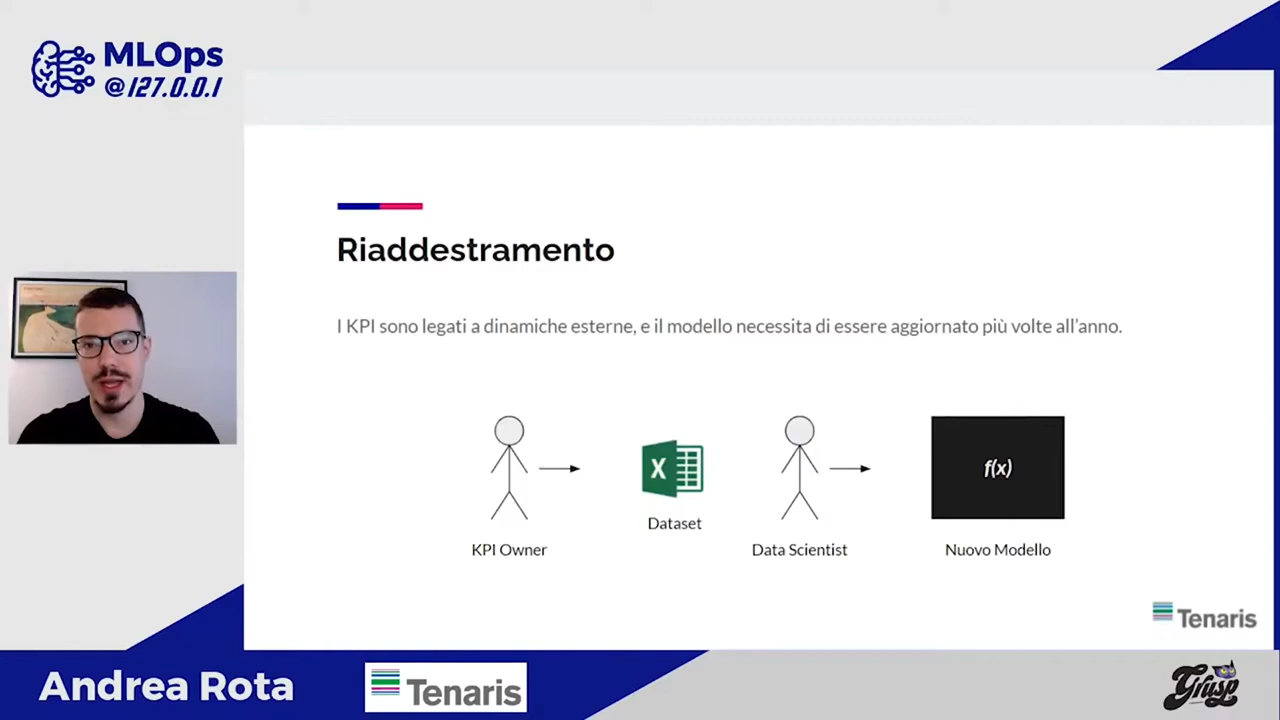 MLOps
@127.0.0.1
Riaddestramento
I KPI sono legati a dinamiche esterne, e il modello necessita di essere aggiornato più volte all'anno.
X
f(x)
Dataset
KPI Owner
Data Scientist
Nuovo Modello
Tenaris
Andrea Rota
Tenaris
Grusp